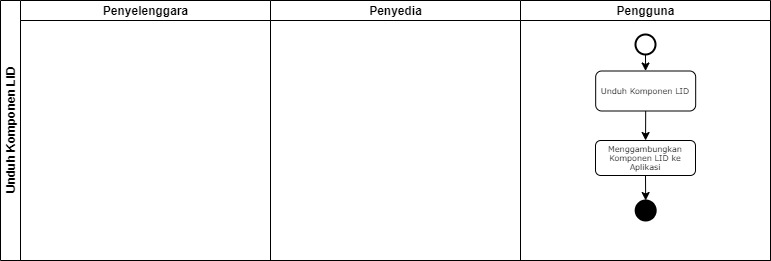 Penyelenggara
Penyedia
Pengguna
Unduh Komponen LID
Unduh Komponen LID
Menggambungkan
Komponen LID ke
Aplikasi